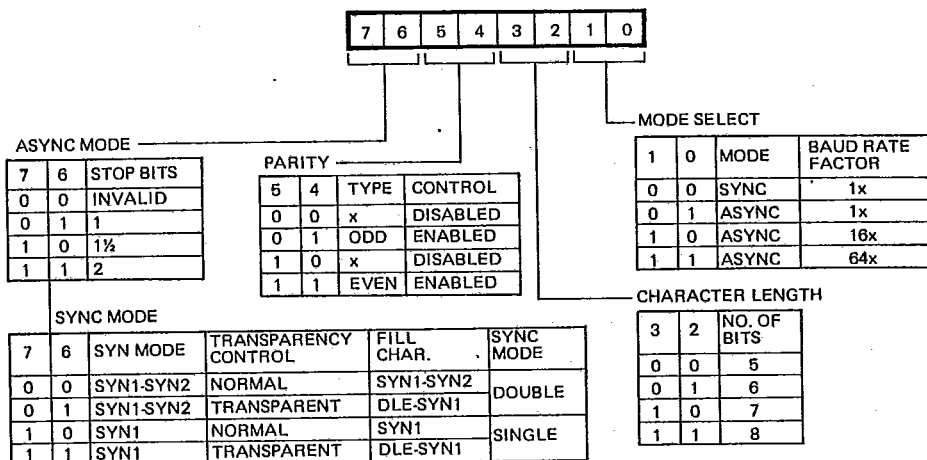 7 6 5 4 3 2 1 0
ASYNC MODE
7 6 STOP BITS
0 0 INVALID
0 1 1
1 0 1½
1 1 2
PARITY
5 4 TYPE CONTROL
0 0 x DISABLED
0 1 ODD ENABLED
1 0 x DISABLED
1 1 EVEN ENABLED
MODE SELECT
1 0 MODE BAUD RATE FACTOR
0 0 SYNC 1x
0 1 ASYNC 1x
1 0 ASYNC 16x
1 1 ASYNC 64x
SYNC MODE
7 6 SYN MODE TRANSPARENCY CONTROL FILL CHAR. SYNC MODE
0 0 SYN1-SYN2 NORMAL SYN1-SYN2 DOUBLE
0 1 SYN1-SYN2 TRANSPARENT DLE-SYN1
1 0 SYN1 NORMAL SYN1 SINGLE
1 1 SYN1 TRANSPARENT DLE-SYN1
CHARACTER LENGTH
3 2 NO. OF BITS
0 0 5
0 1 6
1 0 7
1 1 8